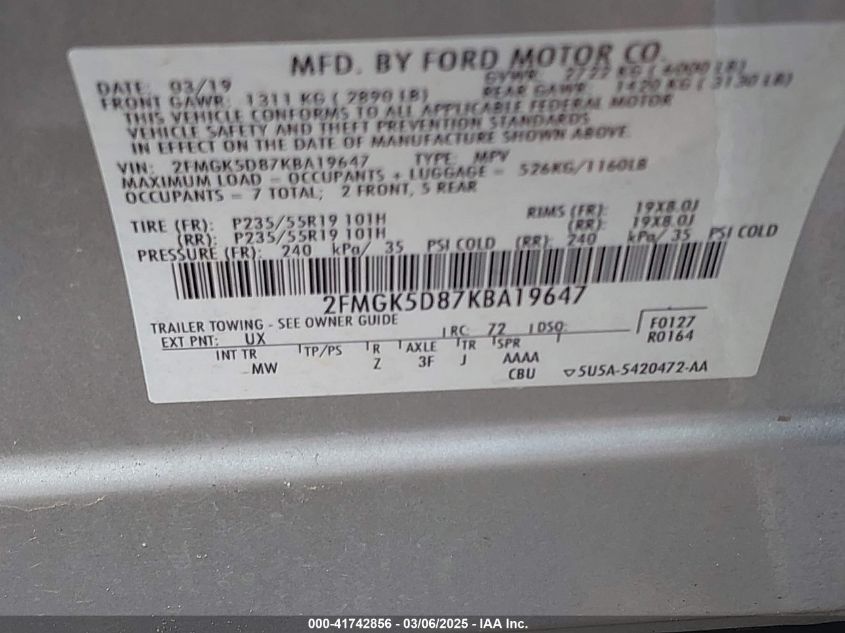 MFD. BY FORD MOTOR CO.
DATE: 03/19 GVWR: 2727 KG ( 6000 LB)
FRONT GAWR: 1311 KG ( 2890 LB) REAR GAWR: 1420 KG ( 3130 LB)
THIS VEHICLE CONFORMS TO ALL APPLICABLE FEDERAL MOTOR
VEHICLE SAFETY AND THEFT PREVENTION STANDARDS
IN EFFECT ON THE DATE OF MANUFACTURE SHOWN ABOVE.
VIN: 2FMGK5D87KBA19647 TYPE: MPV
MAXIMUM LOAD = OCCUPANTS + LUGGAGE = 526KG/1160LB
OCCUPANTS = 7 TOTAL; 2 FRONT, 5 REAR
TIRE (FR): P235/55R19 101H RIMS (FR): 19X8.0J
(RR): P235/55R19 101H (RR): 19X8.0J
PRESSURE (FR): 240 kPa/ 35 PSI COLD (RR): 240 kPa/ 35 PSI COLD
2FMGK5D87KBA19647
TRAILER TOWING - SEE OWNER GUIDE
EXT PNT: UX RC: 72 DSO: F0127
R0164
INT TR TP/PS R AXLE TR SPR
MW Z 3F J AAAA
CBU ▽5U5A-5420472-AA
000-41742856 - 03/06/2025 - IAA Inc.